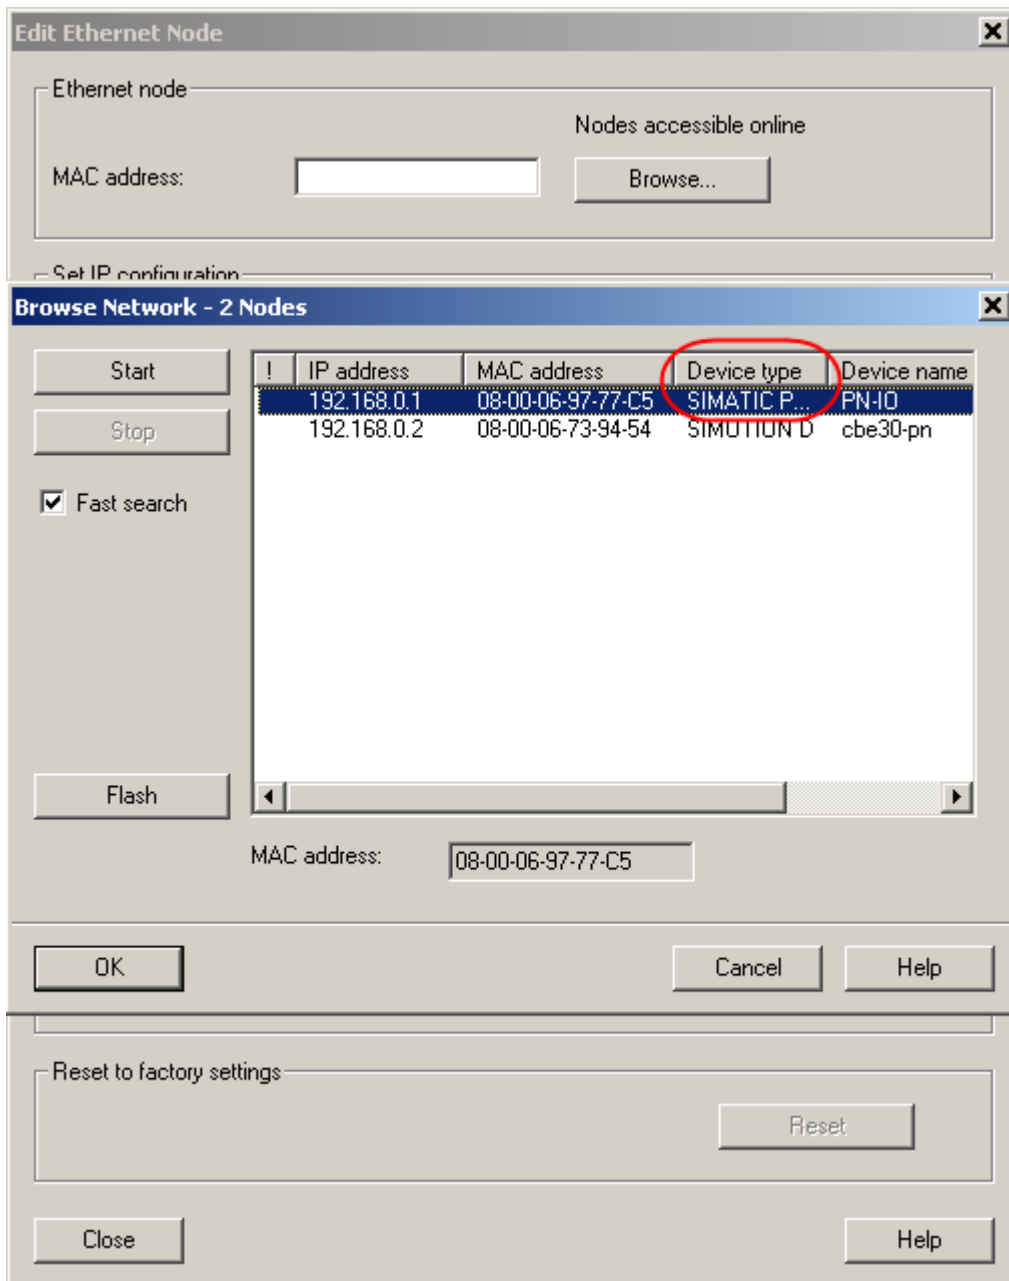 Edit Ethernet Node
Ethernet node
Nodes accessible online
MAC address:
Browse...
Set IP configuration
Browse Network - 2 Nodes
Start
! IP address MAC address Device type Device name
192.168.0.1 08-00-06-97-77-C5 SIMATIC P... PN-IO
Stop
192.168.0.2 08-00-06-73-94-54 SIMOTION D cbe30-pn
Fast search
Flash
MAC address: 08-00-06-97-77-C5
OK Cancel Help
Reset to factory settings
Reset
Close Help